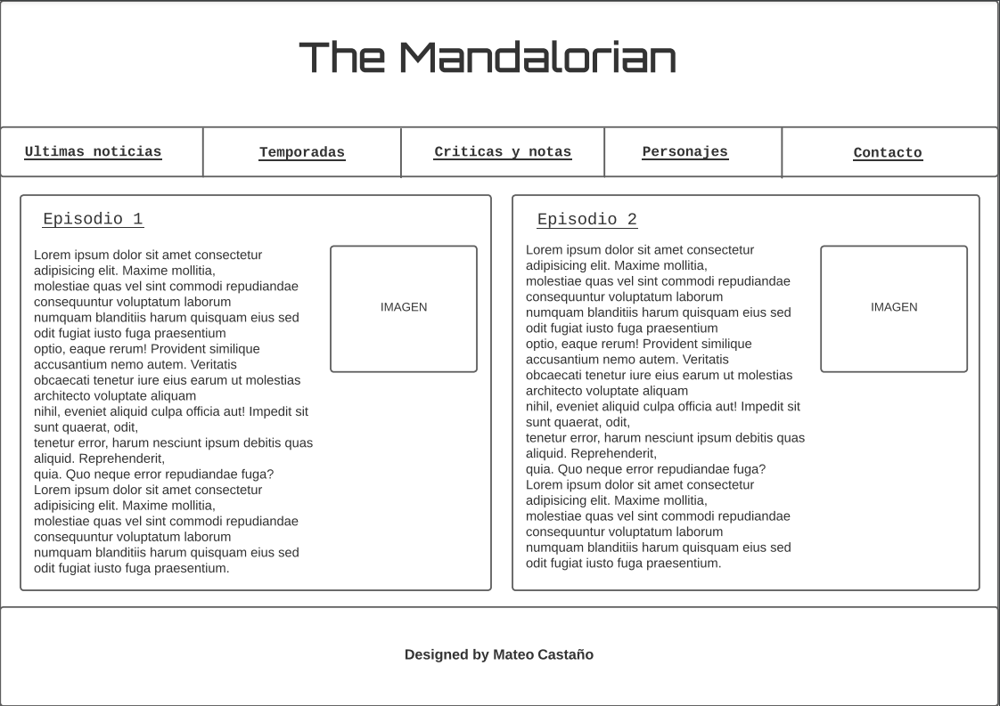 The Mandalorian
Ultimas noticias
Temporadas
Criticas y notas
Personajes
Contacto
Episodio 1
Lorem ipsum dolor sit amet consectetur
adipisicing elit. Maxime mollitia,
molestiae quas vel sint commodi repudiandae
consequuntur voluptatum laborum
numquam blanditiis harum quisquam eius sed
odit fugiat iusto fuga praesentium
optio, eaque rerum! Provident similique
accusantium nemo autem. Veritatis
obcaecati tenetur iure eius earum ut molestias
architecto voluptate aliquam
nihil, eveniet aliquid culpa officia aut! Impedit sit
sunt quaerat, odit,
tenetur error, harum nesciunt ipsum debitis quas
aliquid. Reprehenderit,
quia. Quo neque error repudiandae fuga?
Lorem ipsum dolor sit amet consectetur
adipisicing elit. Maxime mollitia,
molestiae quas vel sint commodi repudiandae
consequuntur voluptatum laborum
numquam blanditiis harum quisquam eius sed
odit fugiat iusto fuga praesentium.
IMAGEN
Episodio 2
Lorem ipsum dolor sit amet consectetur
adipisicing elit. Maxime mollitia,
molestiae quas vel sint commodi repudiandae
consequuntur voluptatum laborum
numquam blanditiis harum quisquam eius sed
odit fugiat iusto fuga praesentium
optio, eaque rerum! Provident similique
accusantium nemo autem. Veritatis
obcaecati tenetur iure eius earum ut molestias
architecto voluptate aliquam
nihil, eveniet aliquid culpa officia aut! Impedit sit
sunt quaerat, odit,
tenetur error, harum nesciunt ipsum debitis quas
aliquid. Reprehenderit,
quia. Quo neque error repudiandae fuga?
Lorem ipsum dolor sit amet consectetur
adipisicing elit. Maxime mollitia,
molestiae quas vel sint commodi repudiandae
consequuntur voluptatum laborum
numquam blanditiis harum quisquam eius sed
odit fugiat iusto fuga praesentium.
IMAGEN
Designed by Mateo Castaño